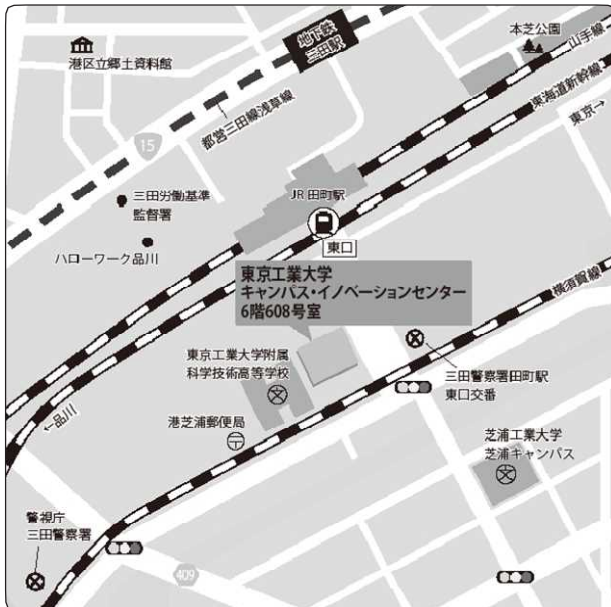 本芝公園
地下鉄
三田駅
山手線
港区立郷土資料館
東海道新幹線
都営三田線浅草線
東京→
15
JR 田町駅
三田労働基準
監督署
東口
ハローワーク品川
東京工業大学
キャンパス・イノベーションセンター
6階608号室
横須賀線
東京工業大学附属
科学技術高等学校
三田警察署田町駅
東口交番
←品川
港芝浦郵便局
芝浦工業大学
芝浦キャンパス
警視庁
三田警察署
409